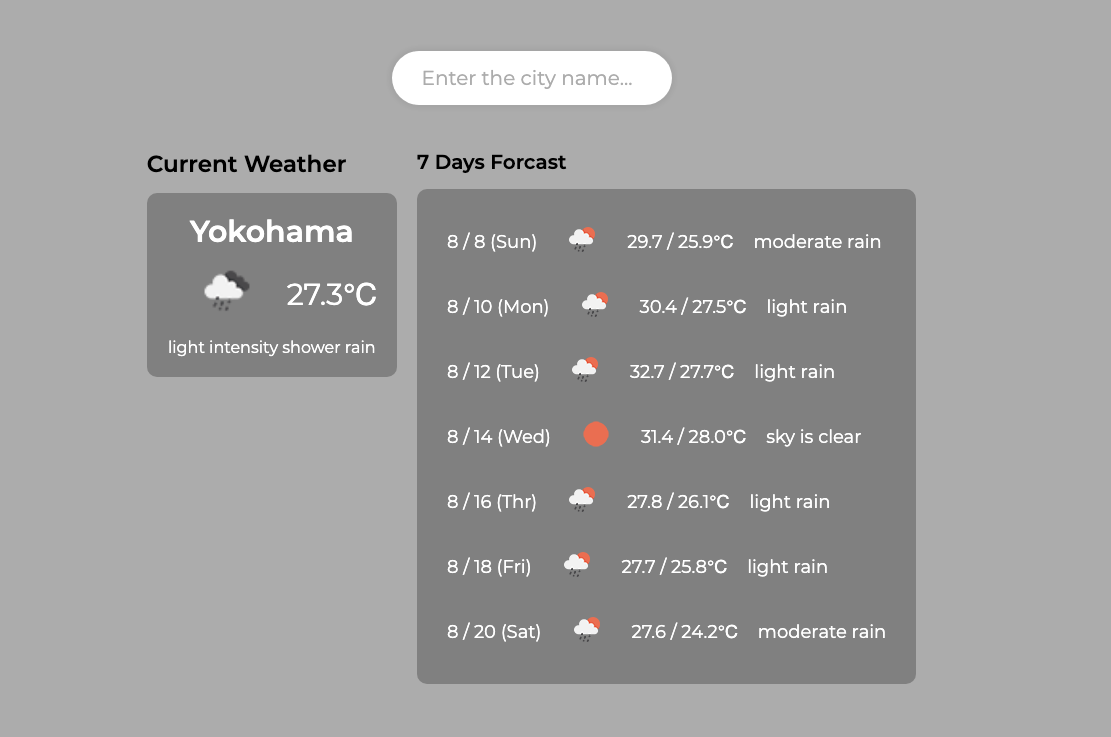 Enter the city name...
Current Weather
Yokohama
27.3℃
light intensity shower rain
7 Days Forcast
8 / 8 (Sun) 29.7 / 25.9℃ moderate rain
8 / 10 (Mon) 30.4 / 27.5℃ light rain
8 / 12 (Tue) 32.7 / 27.7℃ light rain
8 / 14 (Wed) 31.4 / 28.0℃ sky is clear
8 / 16 (Thr) 27.8 / 26.1℃ light rain
8 / 18 (Fri) 27.7 / 25.8℃ light rain
8 / 20 (Sat) 27.6 / 24.2℃ moderate rain